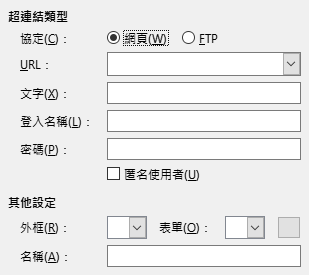 超連結類型
協定(C)： 網頁(W) FTP
URL：
文字(X)：
登入名稱(L)：
密碼(P)：
匿名使用者(U)
其他設定
外框(R)： 表單(O)：
名稱(A)：